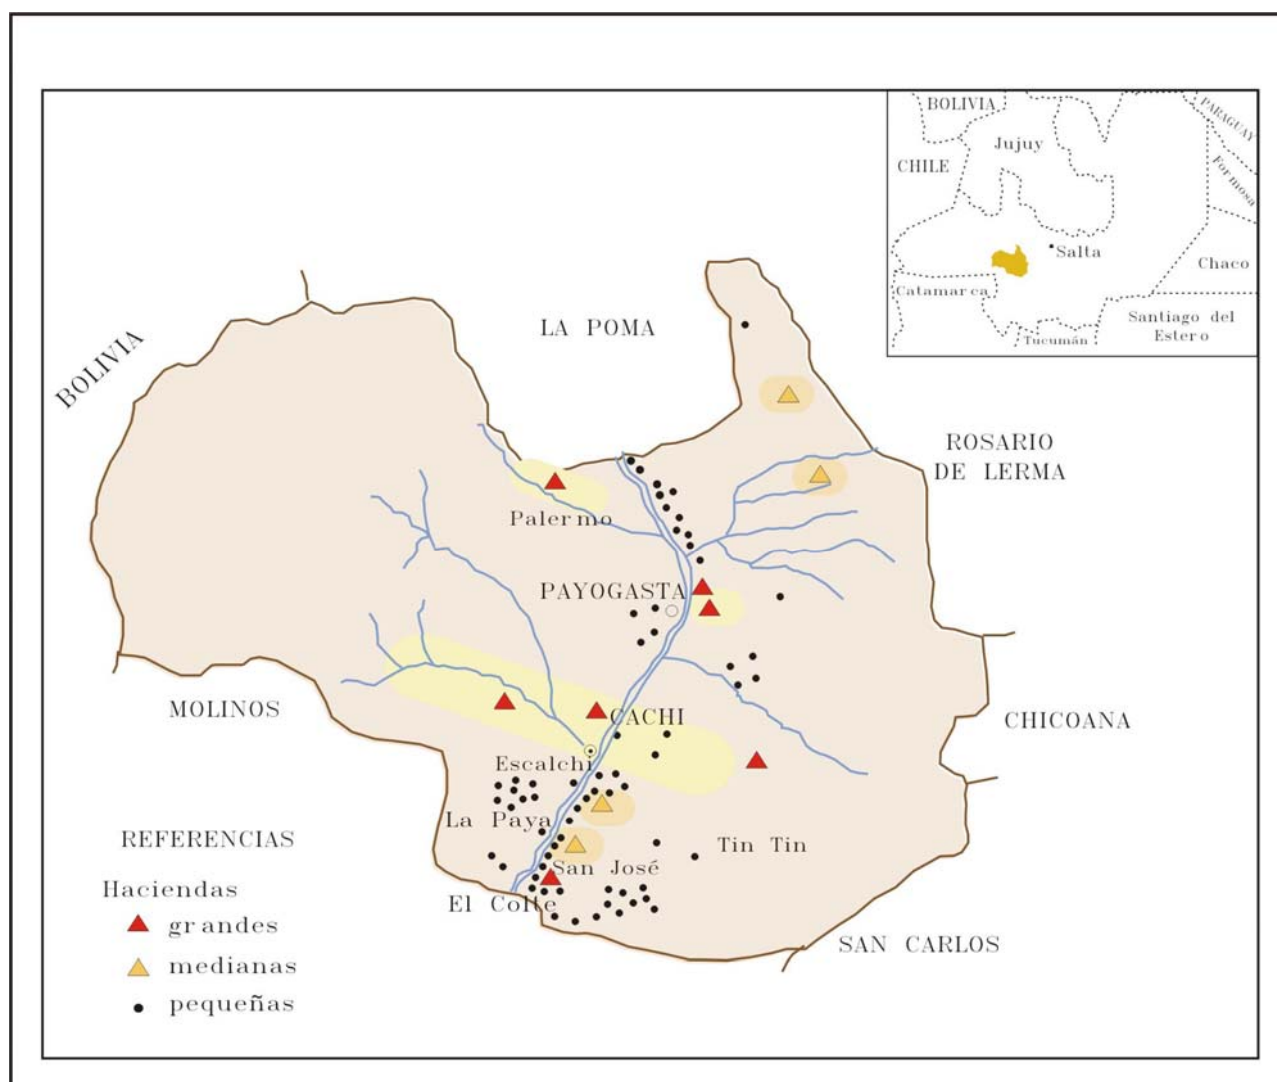 BOLIVIA
PARAGUAY
Jujuy
CHILE
Formosa
Salta
Chaco
Catamarca
Santiago del
Estero
Tucumán
LA POMA
BOLIVIA
ROSARIO
DE LERMA
Palermo
PAYOGASTA
MOLINOS
CACHI
CHICOANA
Escalchi
La Paya
REFERENCIAS
Tin Tin
San José
Haciendas
El Colte
grandes
SAN CARLOS
medianas
pequeñas